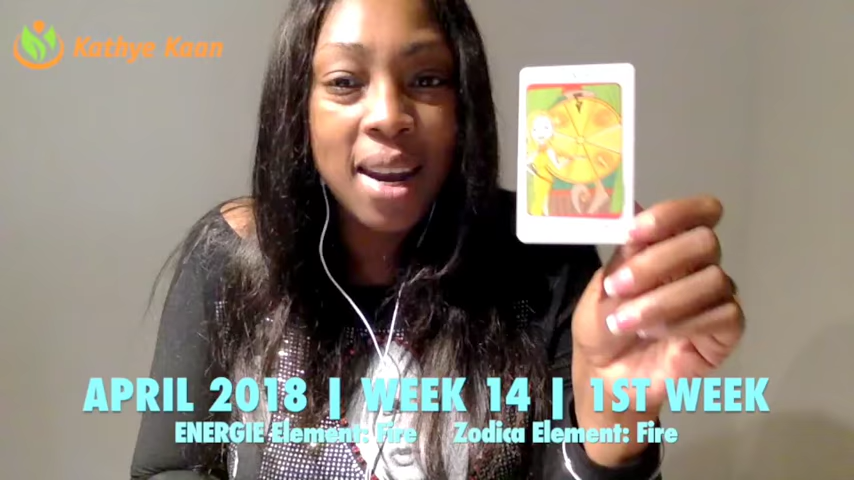 Kathye Kaan
APRIL 2018 | WEEK 14 | 1ST WEEK
ENERGIE Element: Fire Zodica Element: Fire